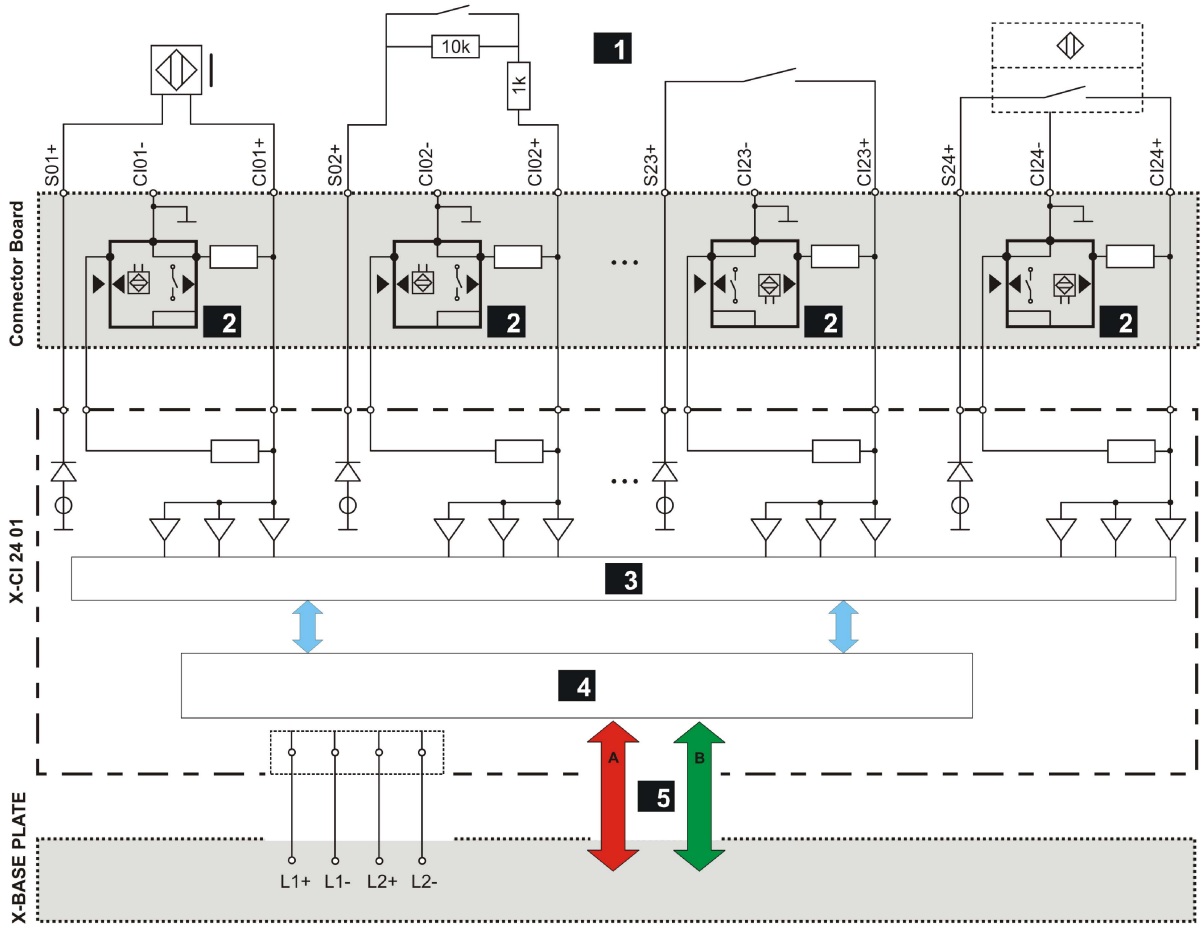 1
10k
1k
S01+
CI01-
CI01+
S02+
CI02-
CI02+
S23+
CI23-
CI23+
S24+
CI24-
CI24+
Connector Board
...
2
2
2
2
X-CI 24 01
...
3
4
A
B
5
X-BASE PLATE
L1+ L1- L2+ L2-